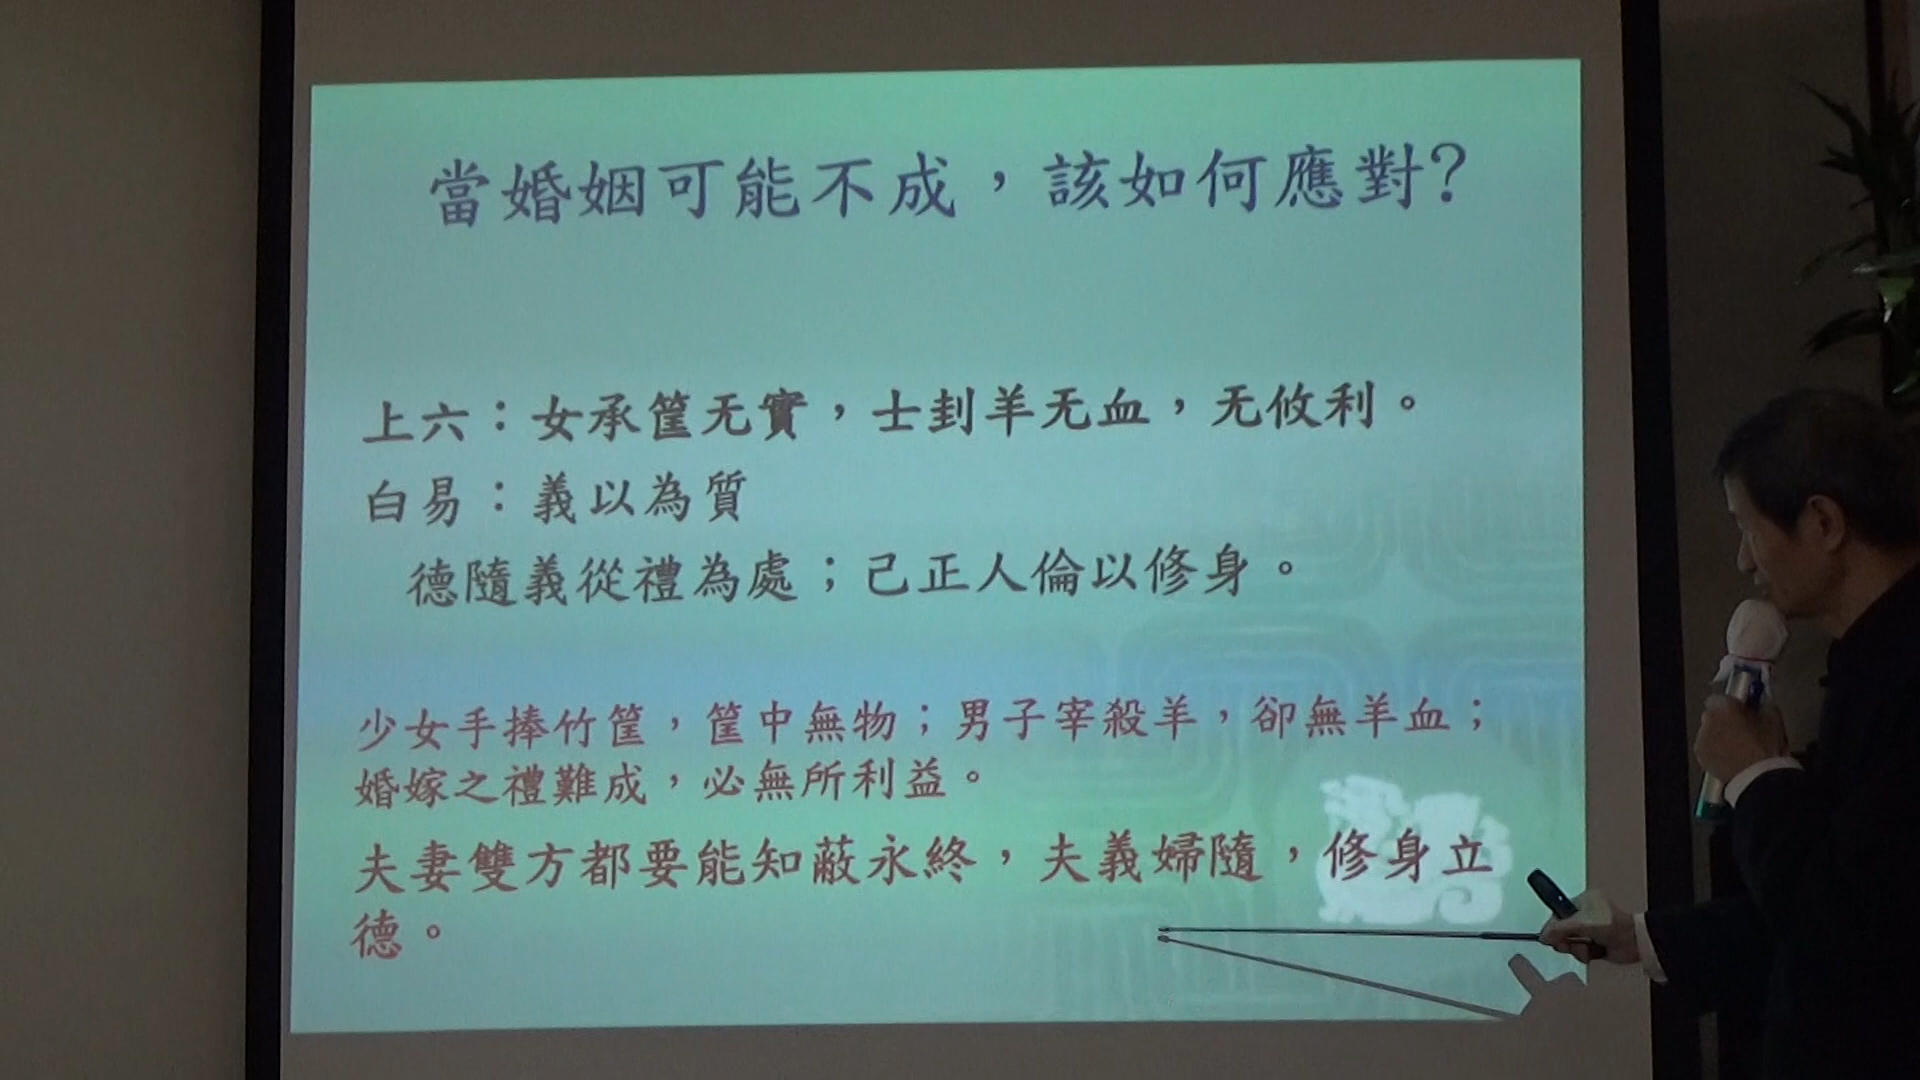 當婚姻可能不成，該如何應對？
上六：女承筐无實，士刲羊无血，无攸利。
白易：義以為質
德隨義從禮為處；己正人倫以修身。
少女手捧竹筐，筐中無物；男子宰殺羊，卻無羊血；
婚嫁之禮難成，必無所利益。
夫妻雙方都要能知蔽永終，夫義婦隨，修身立
德。